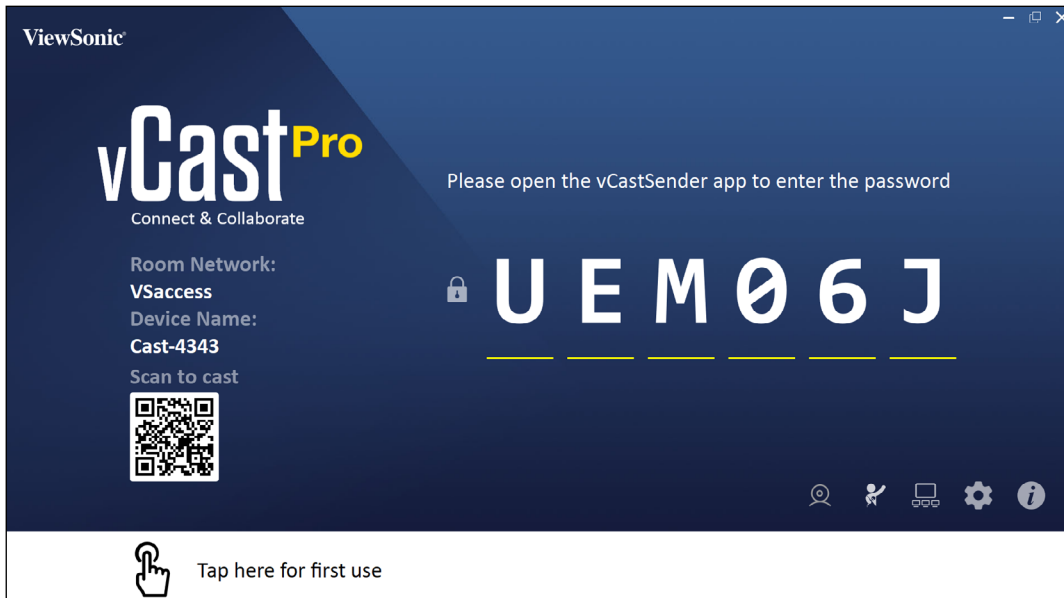 ViewSonic®
vCastPro
Connect & Collaborate
Room Network:
VSaccess
Device Name:
Cast-4343
Scan to cast
Please open the vCastSender app to enter the password
UEM06J
i
Tap here for first use